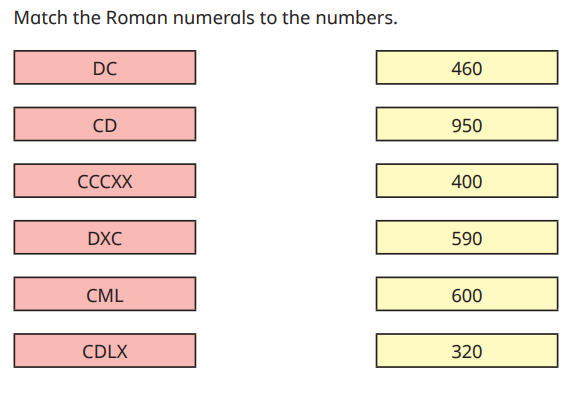 Match the Roman numerals to the numbers.
DC 460
CD 950
CCCXX 400
DXC 590
CML 600
CDLX 320